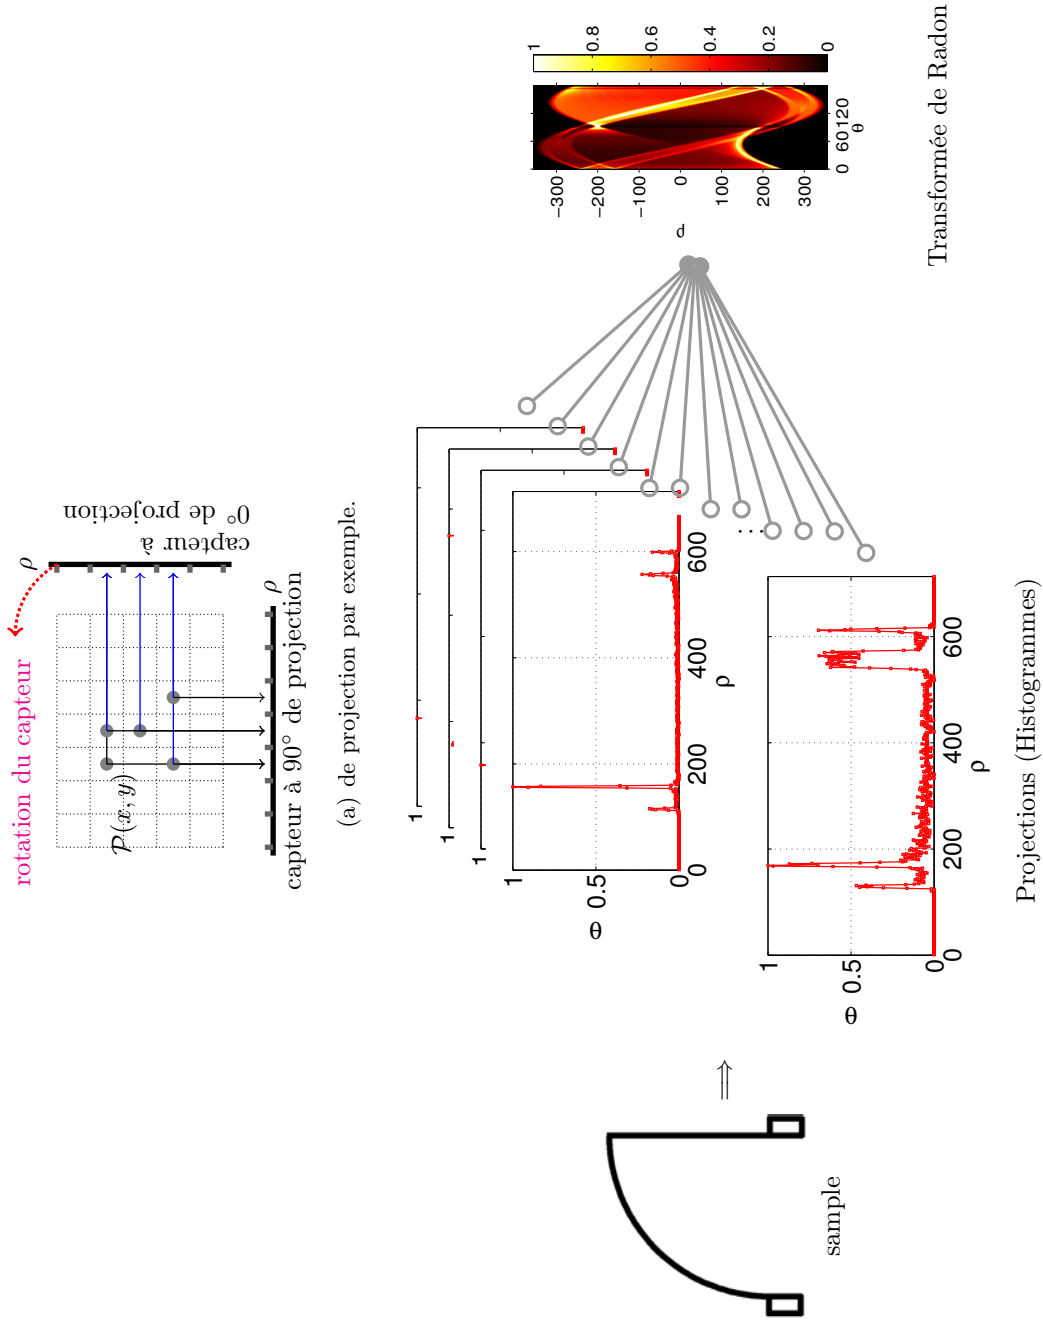 rotation du capteur
P(x, y)
ρ
capteur à
0° de projection
ρ
capteur à 90° de projection
(a) de projection par exemple.
1
1
1
1
0.5
0
θ
0
200
400
600
ρ
...
1
0.5
0
θ
0
200
400
600
ρ
Projections (Histogrammes)
⇒
sample
−300
−200
−100
0
100
200
300
ρ
0
60
120
θ
1
0.8
0.6
0.4
0.2
0
Transformée de Radon